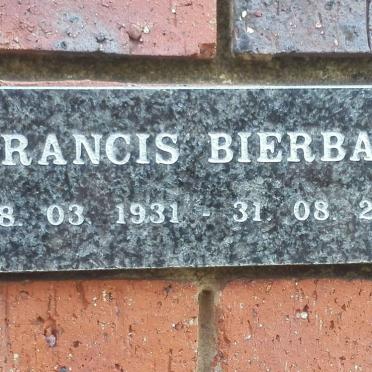 RANCIS BIERBA
8. 03. 1931 - 31. 08. 2